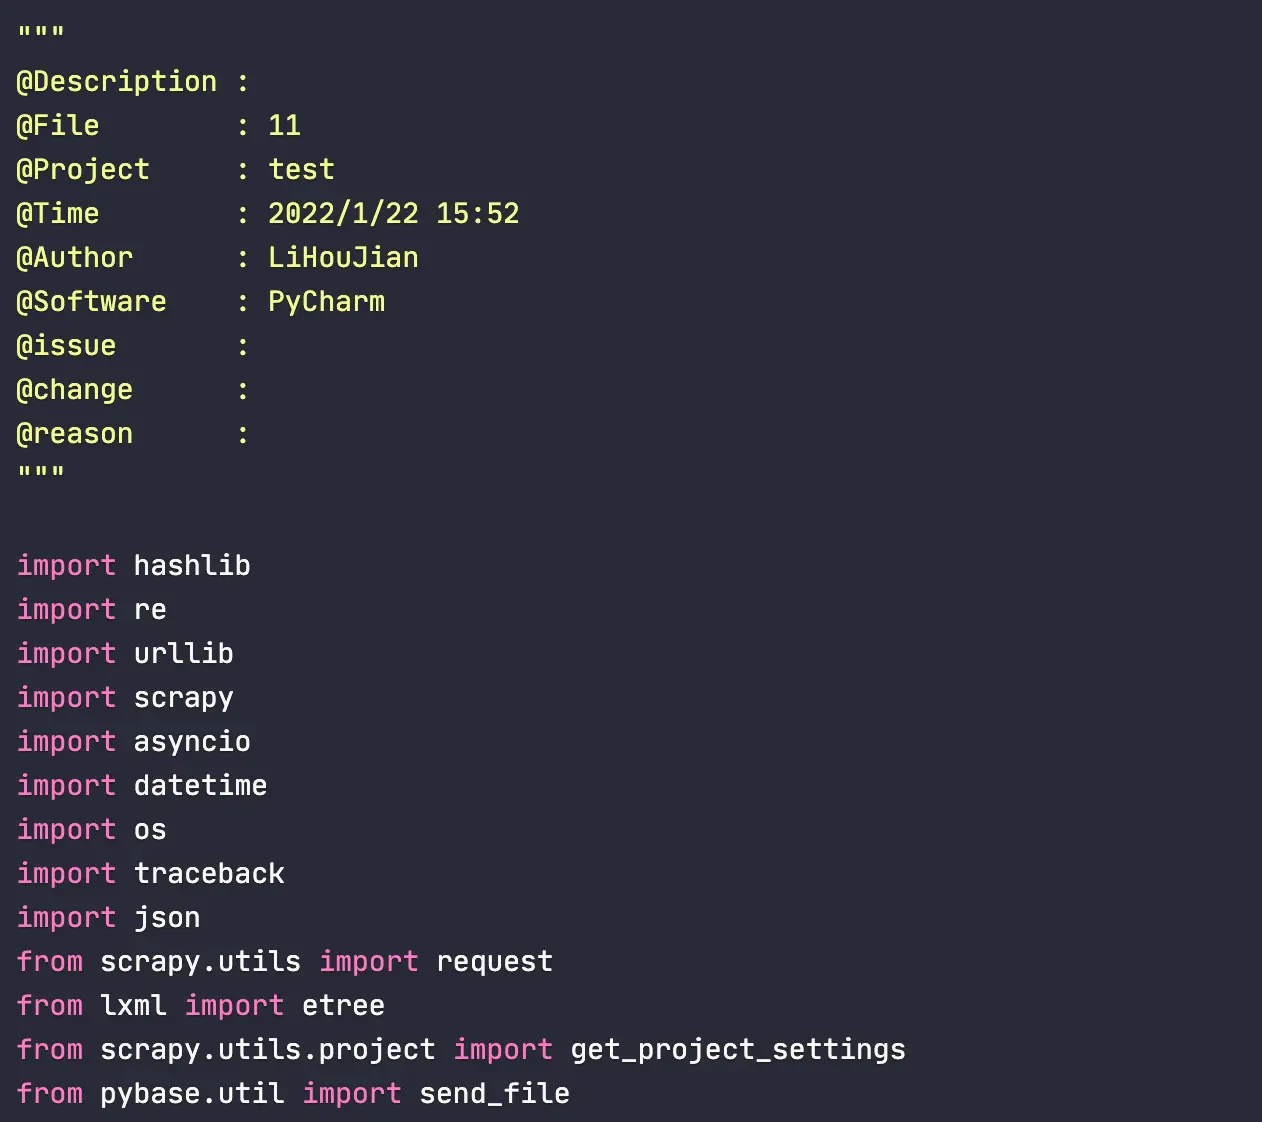 """
@Description :
@File        : 11
@Project     : test
@Time        : 2022/1/22 15:52
@Author      : LiHouJian
@Software    : PyCharm
@issue       :
@change      :
@reason      :
"""
import hashlib
import re
import urllib
import scrapy
import asyncio
import datetime
import os
import traceback
import json
from scrapy.utils import request
from lxml import etree
from scrapy.utils.project import get_project_settings
from pybase.util import send_file